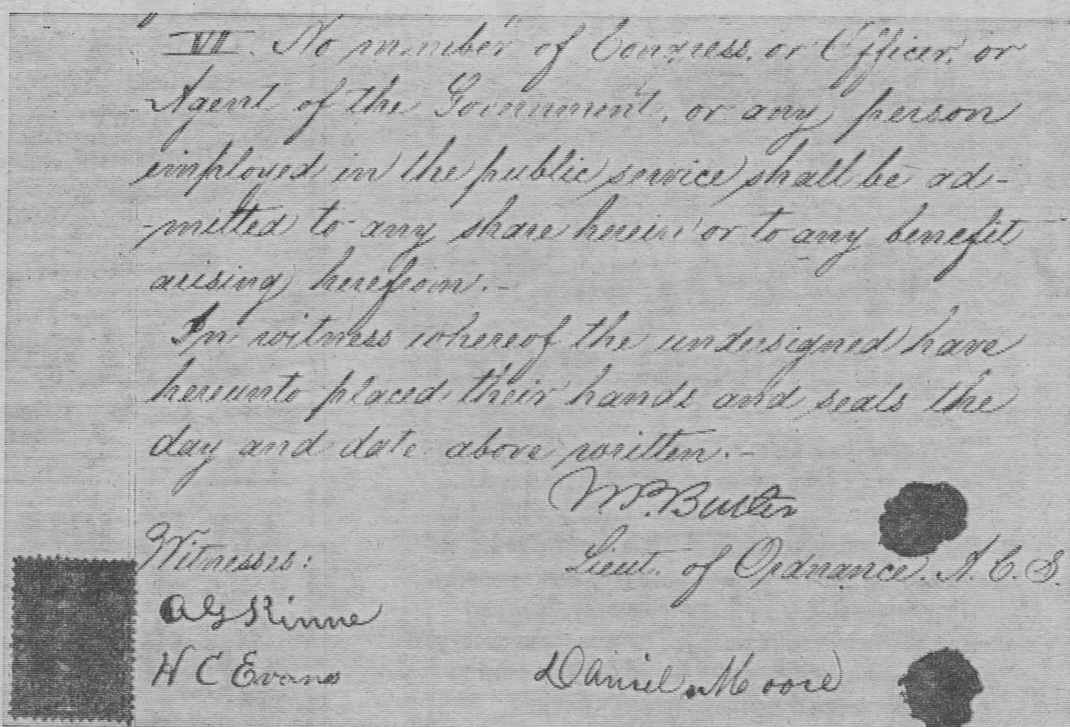 VI. No member of Congress, or Officer, or
Agent of the Government, or any person
employed in the public service shall be ad-
-mitted to any share herein or to any benefit
arising herefrom.-
In witness whereof the undersigned have
hereunto placed their hands and seals the
day and date above written.-
Butler
Witnesses:
Lieut. of Ordnance. A. C. S.
Kinne
H C Evans
Daniel Moore